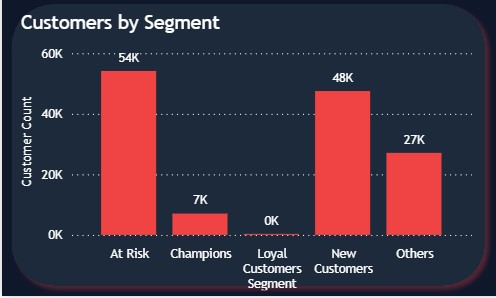 Customers by Segment
Customer Count
60K
40K
20K
0K
54K
7K
0K
48K
27K
At Risk
Champions
Loyal
Customers
Segment
New
Customers
Others